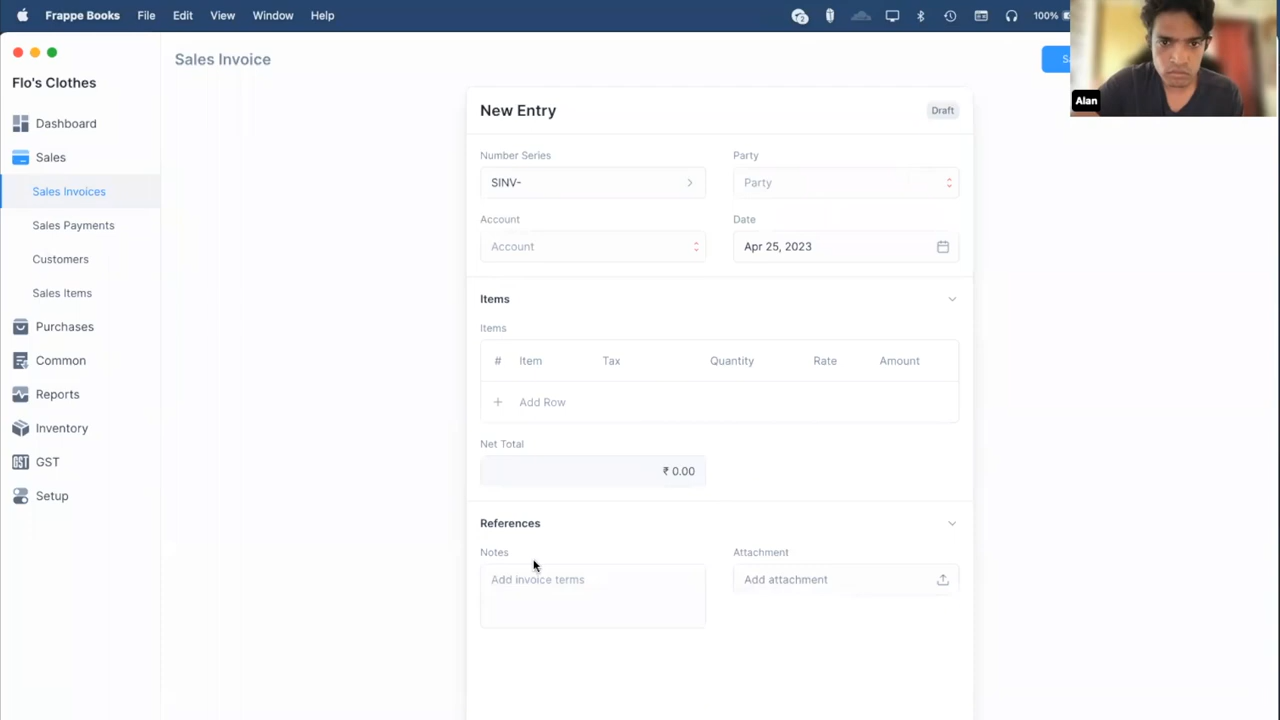 Frappe Books File Edit View Window Help 2 100%
Flo's Clothes
Sales Invoice
Alan
Dashboard
Sales
Sales Invoices
Sales Payments
Customers
Sales Items
Purchases
Common
Reports
Inventory
GST GST
Setup
New Entry Draft
Number Series Party
SINV- Party
Account Date
Account Apr 25, 2023
Items
Items
# Item Tax Quantity Rate Amount
+ Add Row
Net Total
₹ 0.00
References
Notes Attachment
Add invoice terms Add attachment